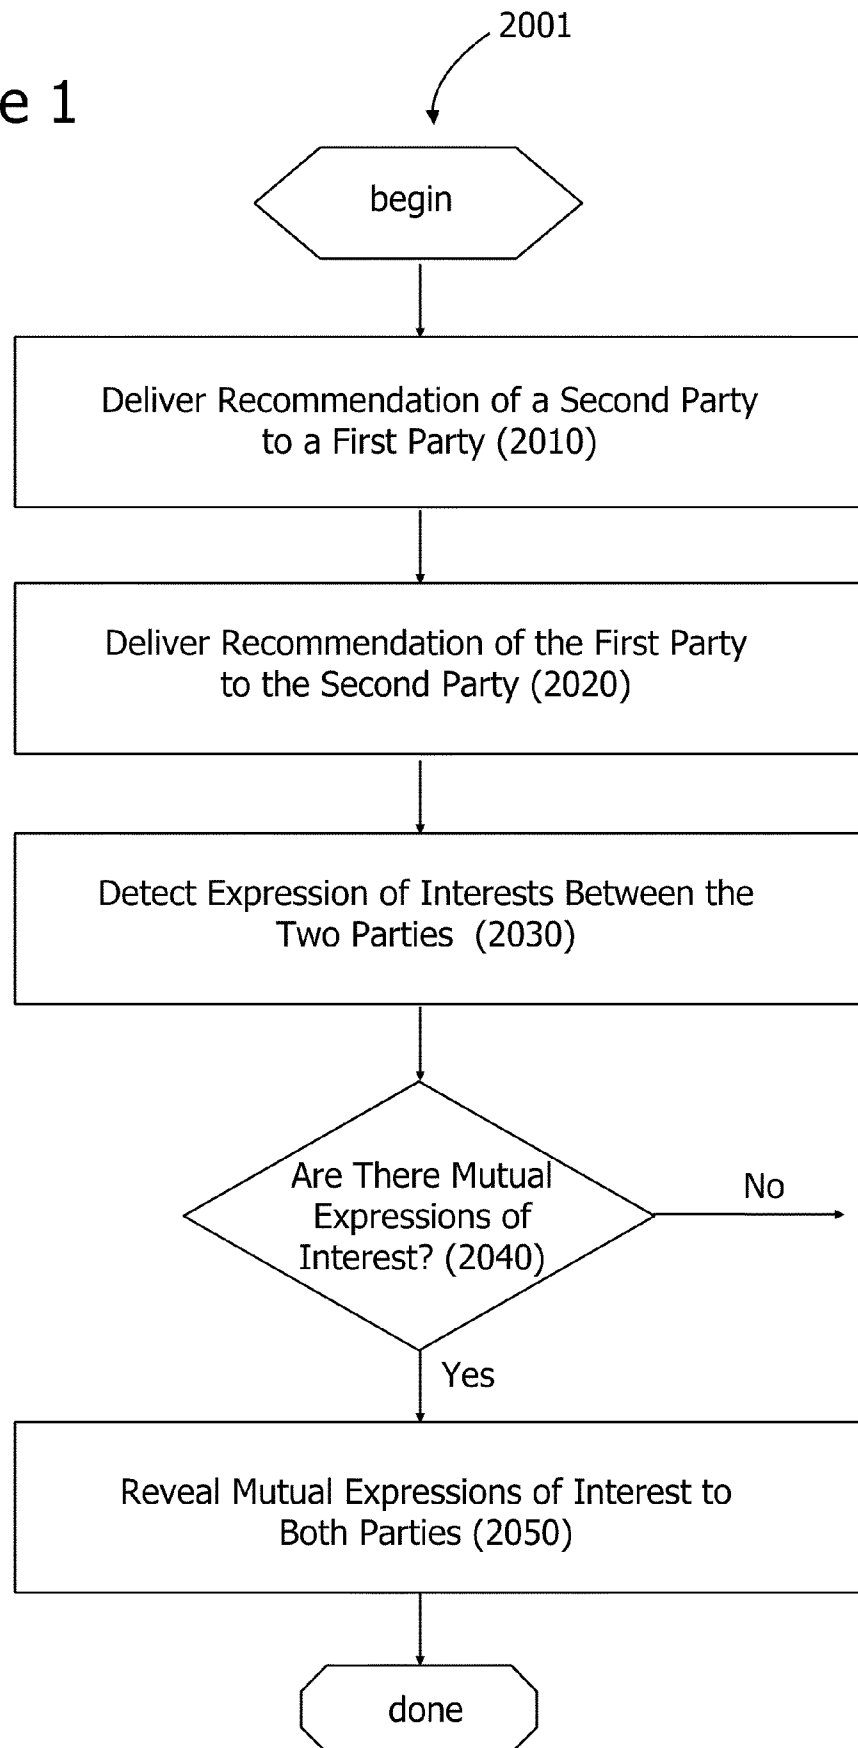 2001
e 1
begin
Deliver Recommendation of a Second Party
to a First Party (2010)
Deliver Recommendation of the First Party
to the Second Party (2020)
Detect Expression of Interests Between the
Two Parties (2030)
Are There Mutual
Expressions of
Interest? (2040)
No
Yes
Reveal Mutual Expressions of Interest to
Both Parties (2050)
done